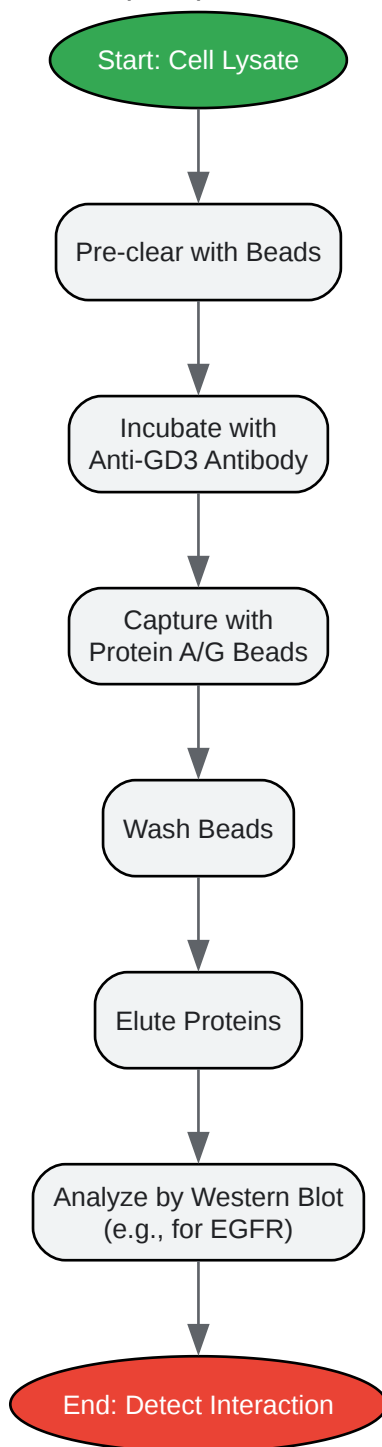 Start: Cell Lysate
Pre-clear with Beads
Incubate with
Anti-GD3 Antibody
Capture with
Protein A/G Beads
Wash Beads
Elute Proteins
Analyze by Western Blot
(e.g., for EGFR)
End: Detect Interaction